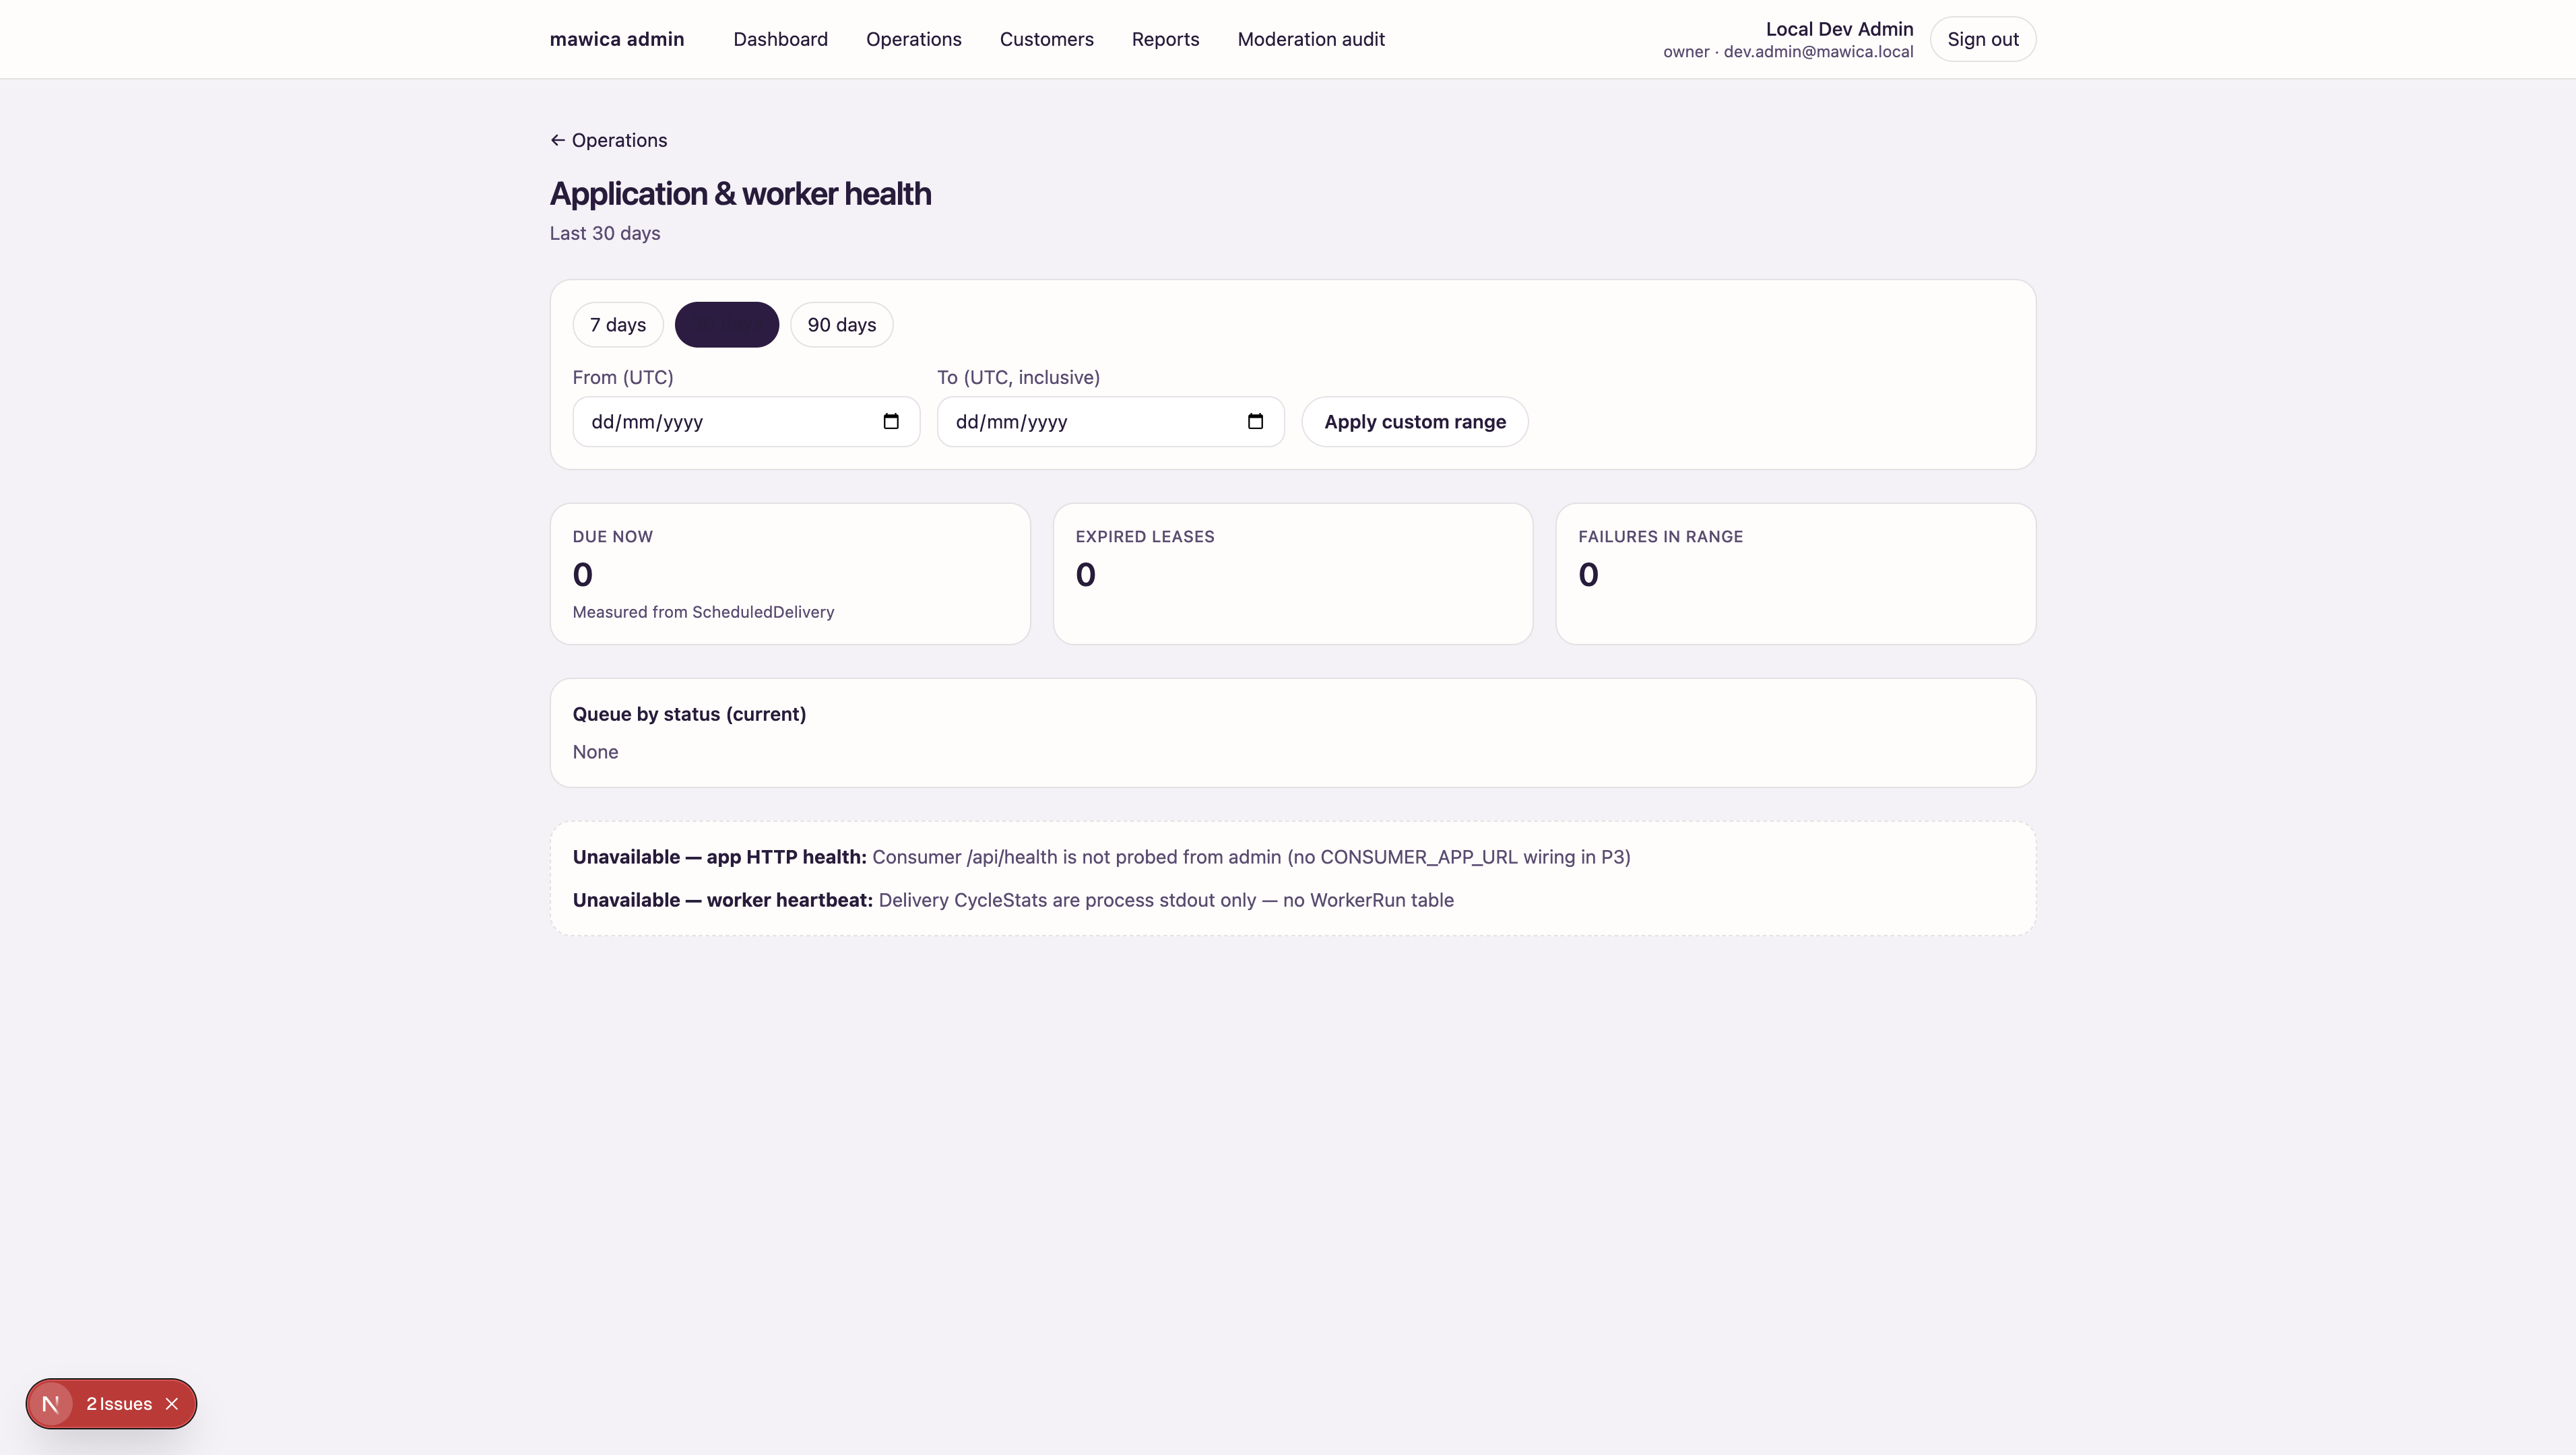 mawica admin
Dashboard
Operations
Customers
Reports
Moderation audit
Local Dev Admin
owner · dev.admin@mawica.local
Sign out
← Operations
Application & worker health
Last 30 days
7 days
90 days
From (UTC)
To (UTC, inclusive)
dd/mm/yyyy
dd/mm/yyyy
Apply custom range
DUE NOW
0
Measured from ScheduledDelivery
EXPIRED LEASES
0
FAILURES IN RANGE
0
Queue by status (current)
None
Unavailable — app HTTP health: Consumer /api/health is not probed from admin (no CONSUMER_APP_URL wiring in P3)
Unavailable — worker heartbeat: Delivery CycleStats are process stdout only — no WorkerRun table
N
2 Issues